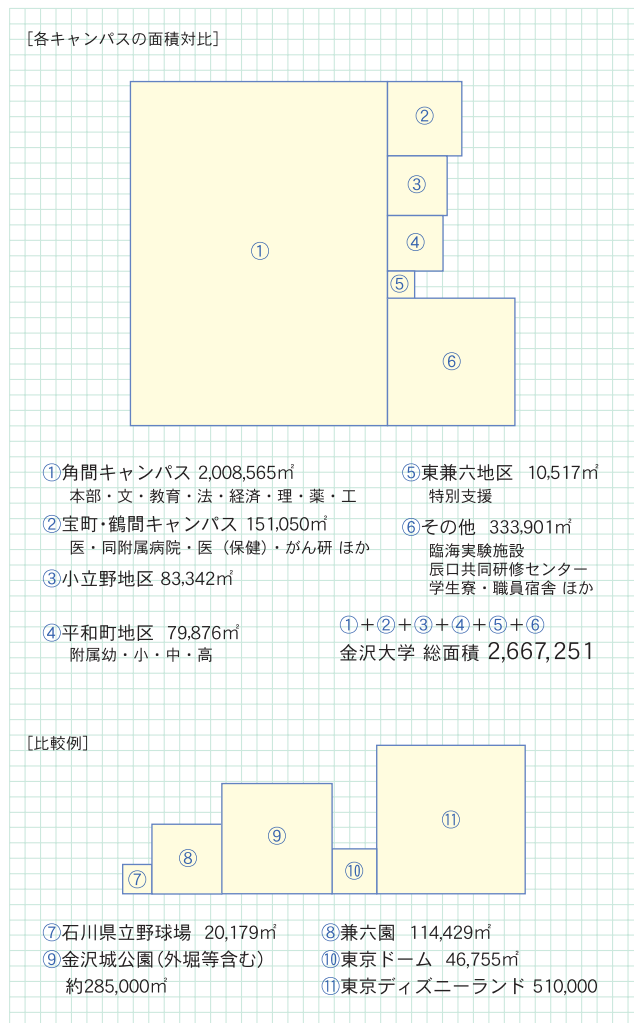 [各キャンパスの面積対比]
①
②
③
④
⑤
⑥
①角間キャンパス 2,008,565㎡
本部・文・教育・法・経済・理・薬・工
②宝町・鶴間キャンパス 151,050㎡
医・同附属病院・医（保健）・がん研 ほか
③小立野地区 83,342㎡
④平和町地区 79,876㎡
附属幼・小・中・高
⑤東兼六地区 10,517㎡
特別支援
⑥その他 333,901㎡
臨海実験施設
辰口共同研修センター
学生寮・職員宿舎 ほか
①＋②＋③＋④＋⑤＋⑥
金沢大学 総面積 2,667,251
[比較例]
⑦
⑧
⑨
⑩
⑪
⑦石川県立野球場 20,179㎡
⑨金沢城公園（外堀等含む）
約285,000㎡
⑧兼六園 114,429㎡
⑩東京ドーム 46,755㎡
⑪東京ディズニーランド 510,000